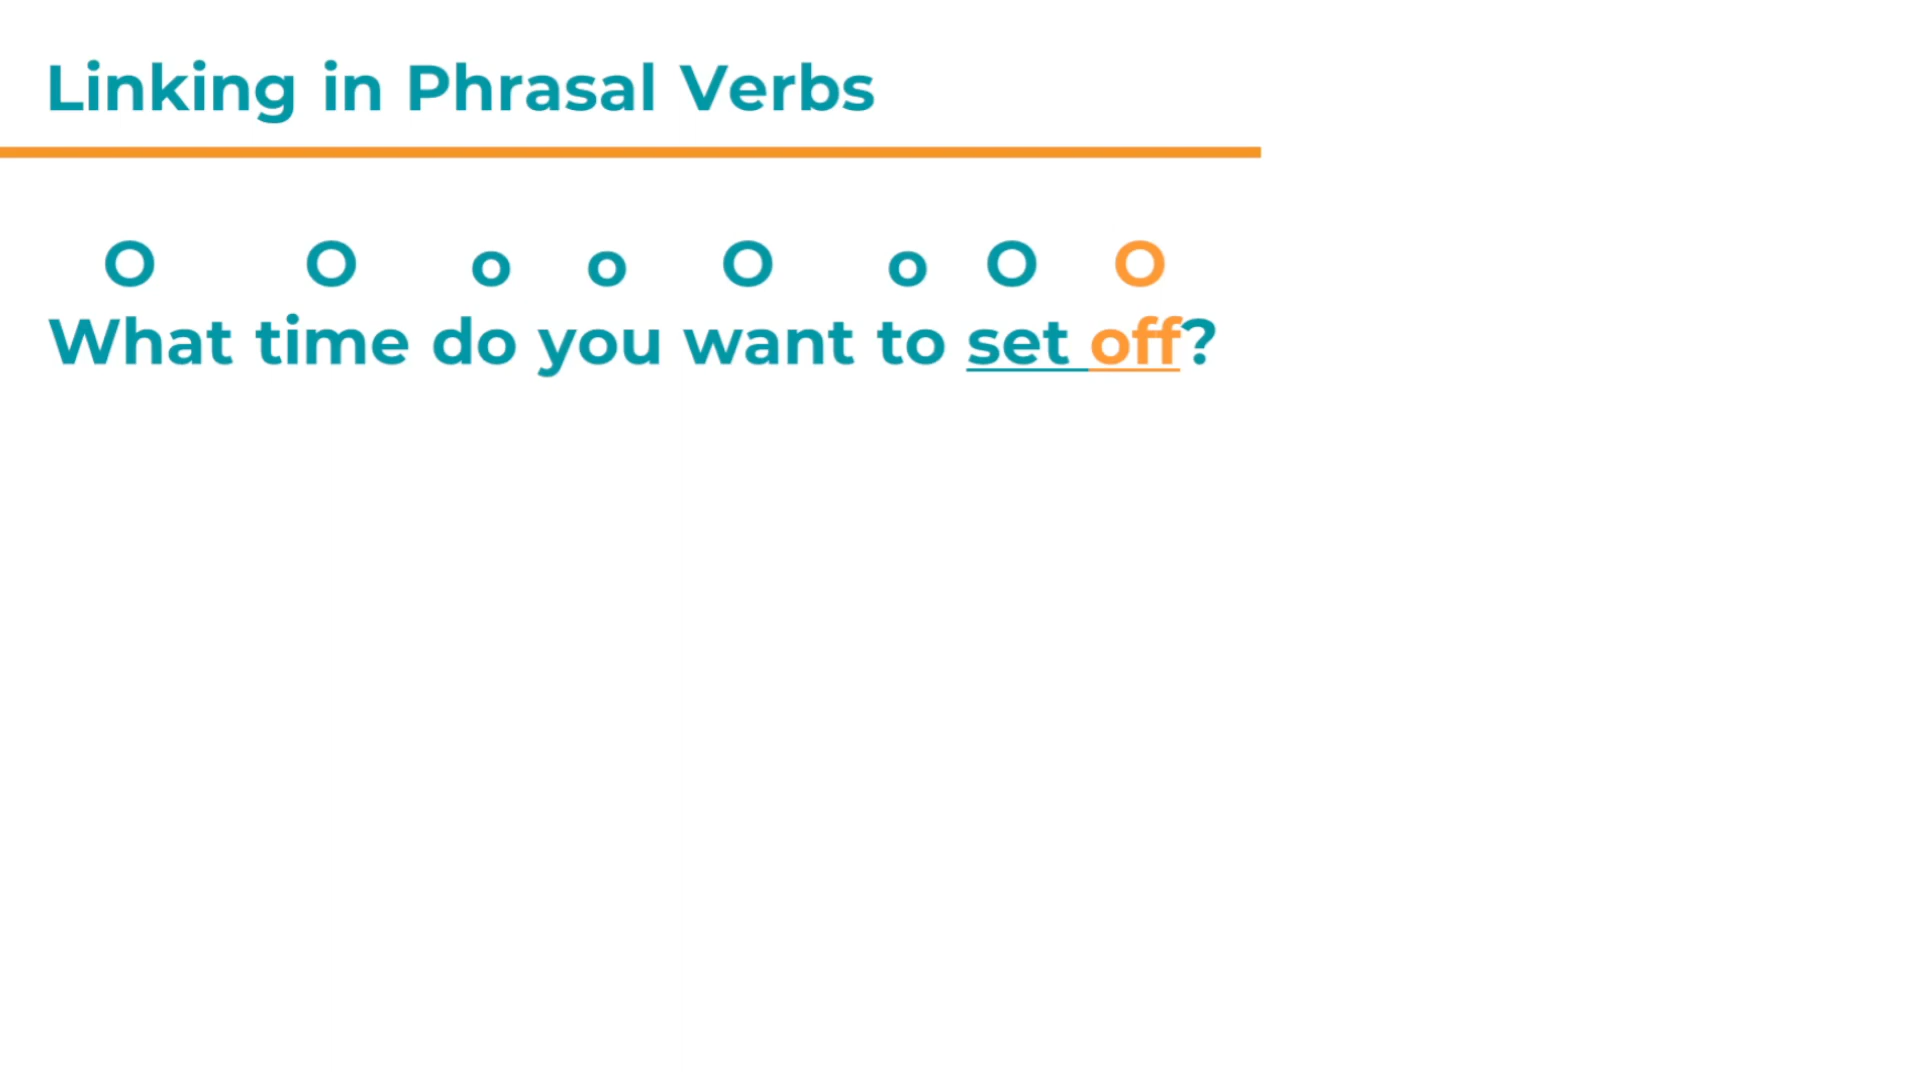 Linking in Phrasal Verbs
O O o o O o O O
What time do you want to set off?